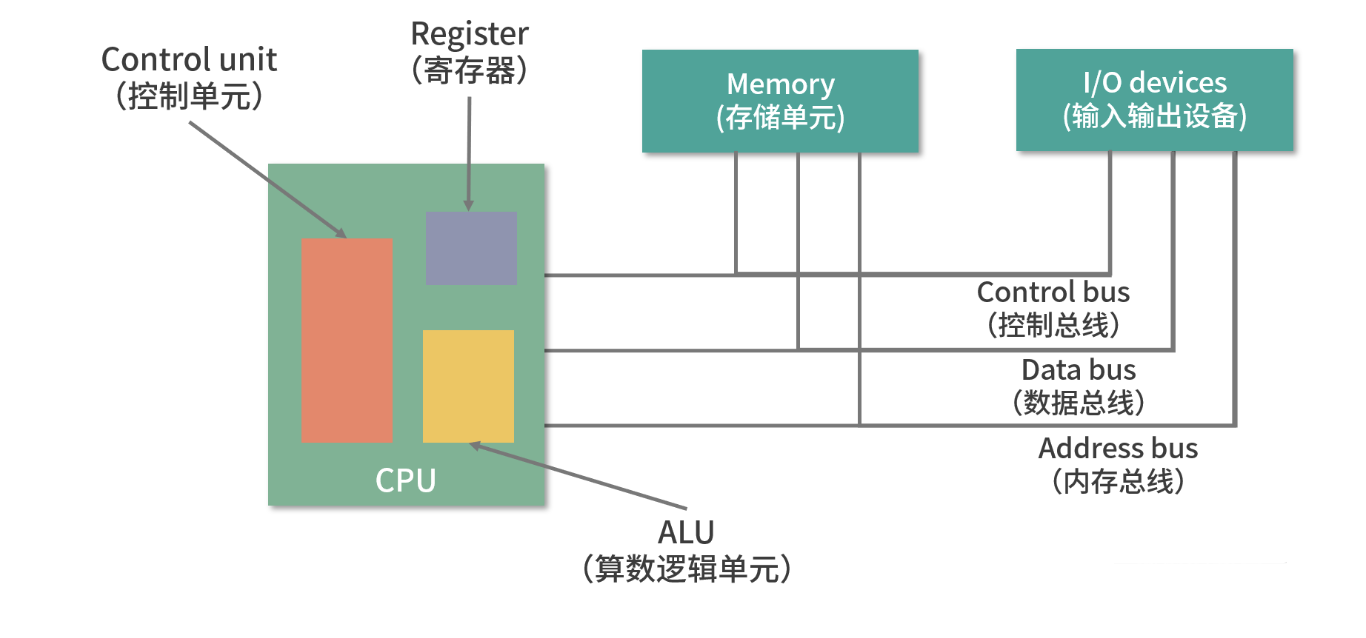 Control unit
（控制单元）
Register
（寄存器）
Memory
(存储单元)
I/O devices
(输入输出设备)
Control bus
（控制总线）
Data bus
（数据总线）
Address bus
（内存总线）
CPU
ALU
（算数逻辑单元）